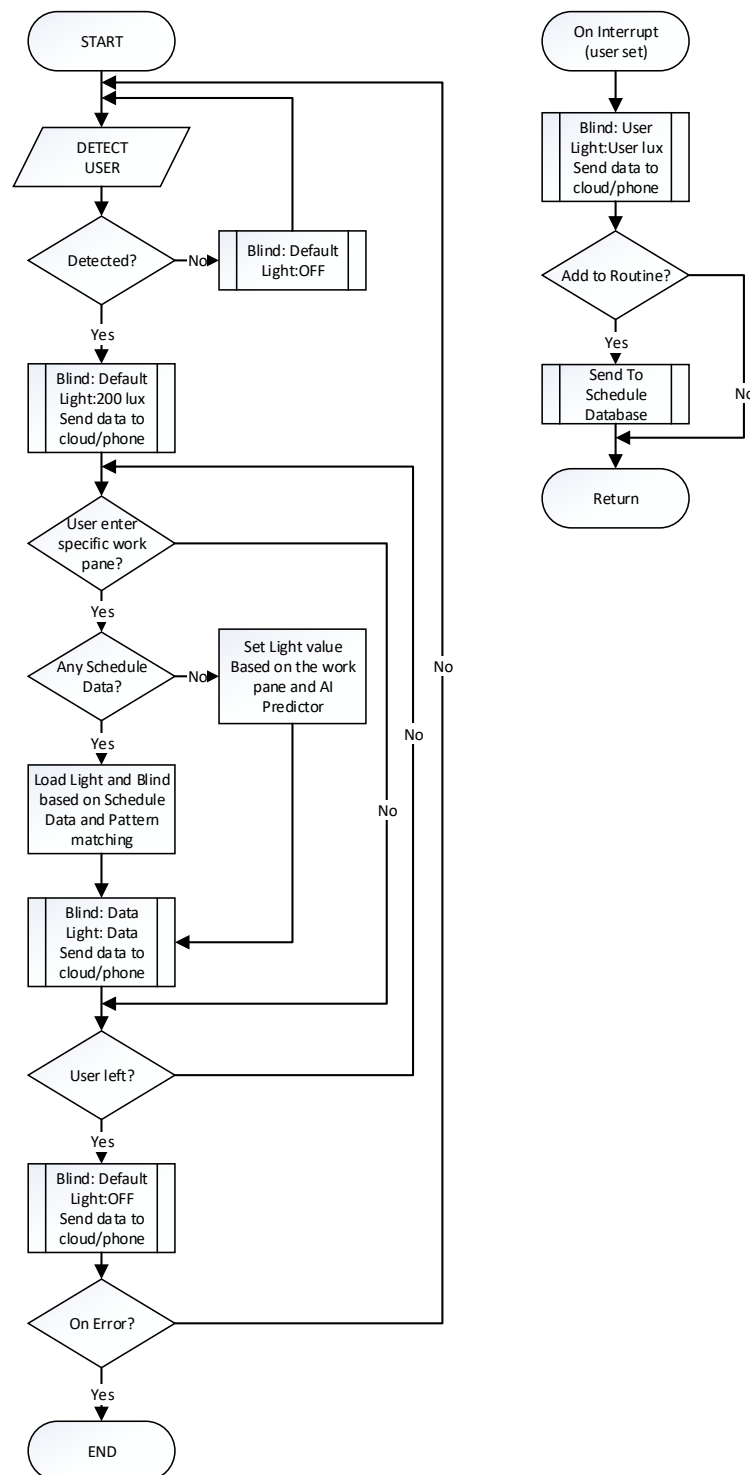 START
DETECT
USER
Detected?
No
Blind: Default
Light:OFF
Yes
Blind: Default
Light:200 lux
Send data to
cloud/phone
User enter
specific work
pane?
Yes
Any Schedule
Data?
No
Set Light value
Based on the work
pane and AI
Predictor
Yes
Load Light and Blind
based on Schedule
Data and Pattern
matching
No
No
No
Blind: Data
Light: Data
Send data to
cloud/phone
User left?
Yes
Blind: Default
Light:OFF
Send data to
cloud/phone
On Error?
Yes
END
On Interrupt
(user set)
Blind: User
Light:User lux
Send data to
cloud/phone
Add to Routine?
Yes
No
Send To
Schedule
Database
Return